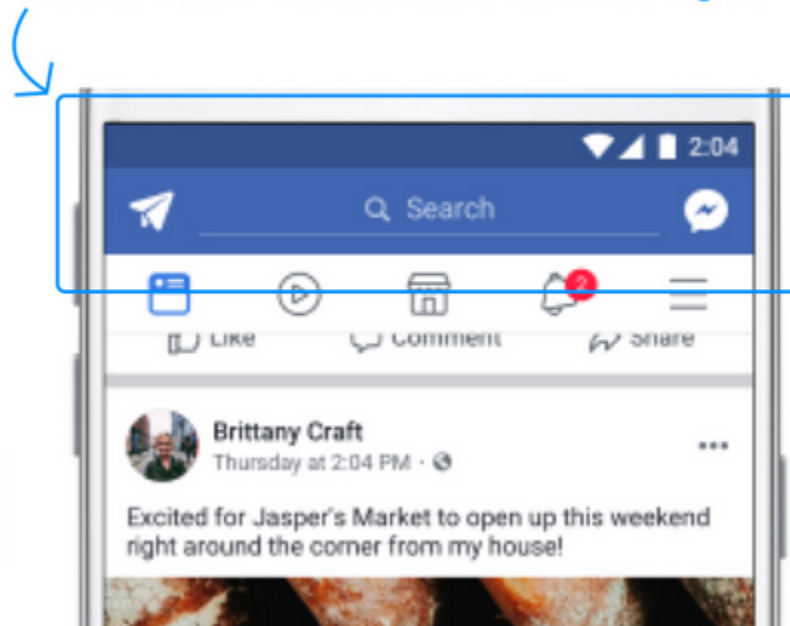 2:04
Search
2
Like Comment Share
Brittany Craft
Thursday at 2:04 PM ·
Excited for Jasper's Market to open up this weekend
right around the corner from my house!